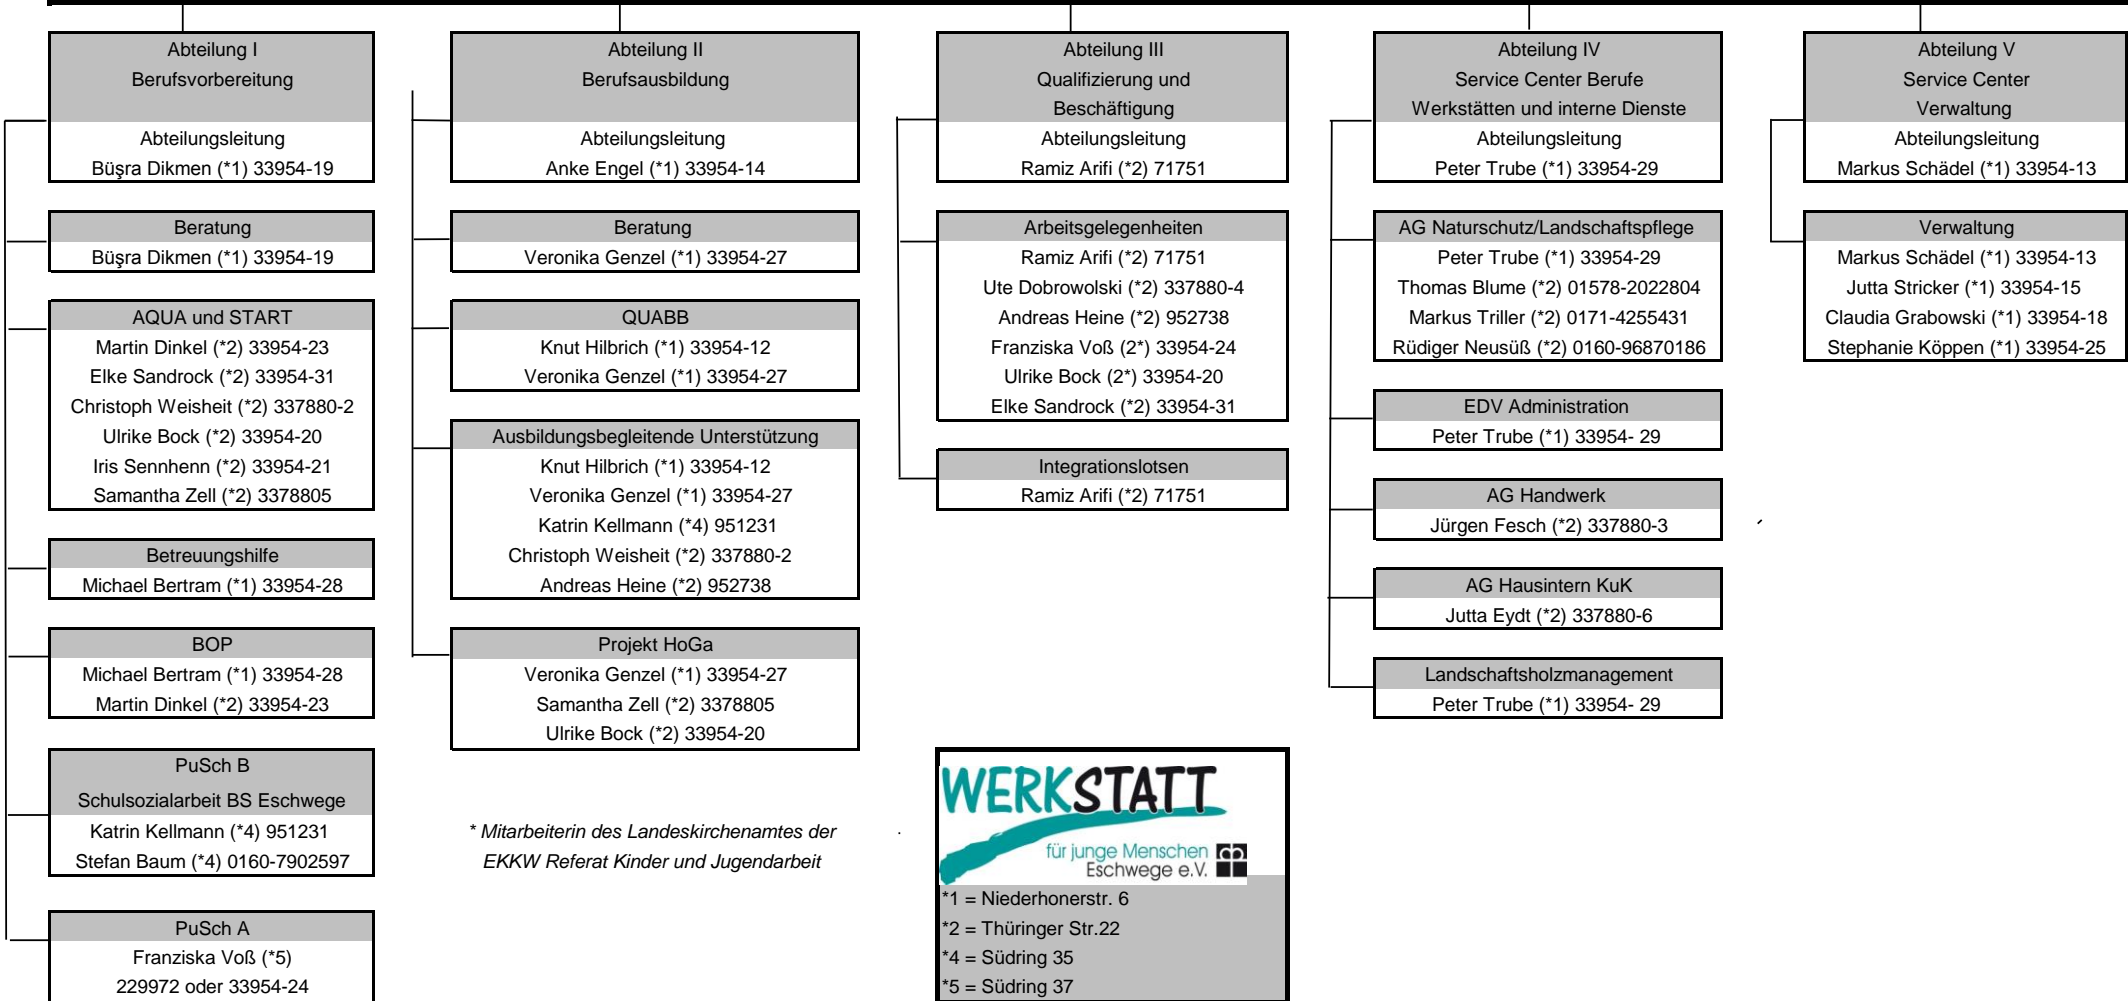 Abteilung I
Berufsvorbereitung
Abteilungsleitung
Büşra Dikmen (*1) 33954-19
Beratung
Büşra Dikmen (*1) 33954-19
AQUA und START
Martin Dinkel (*2) 33954-23
Elke Sandrock (*2) 33954-31
Christoph Weisheit (*2) 337880-2
Ulrike Bock (*2) 33954-20
Iris Sennhenn (*2) 33954-21
Samantha Zell (*2) 3378805
Betreuungshilfe
Michael Bertram (*1) 33954-28
BOP
Michael Bertram (*1) 33954-28
Martin Dinkel (*2) 33954-23
PuSch B
Schulsozialarbeit BS Eschwege
Katrin Kellmann (*4) 951231
Stefan Baum (*4) 0160-7902597
PuSch A
Franziska Voß (*5)
229972 oder 33954-24
Abteilung II
Berufsausbildung
Abteilungsleitung
Anke Engel (*1) 33954-14
Beratung
Veronika Genzel (*1) 33954-27
QUABB
Knut Hilbrich (*1) 33954-12
Veronika Genzel (*1) 33954-27
Ausbildungsbegleitende Unterstützung
Knut Hilbrich (*1) 33954-12
Veronika Genzel (*1) 33954-27
Katrin Kellmann (*4) 951231
Christoph Weisheit (*2) 337880-2
Andreas Heine (*2) 952738
Projekt HoGa
Veronika Genzel (*1) 33954-27
Samantha Zell (*2) 3378805
Ulrike Bock (*2) 33954-20
* Mitarbeiterin des Landeskirchenamtes der
EKKW Referat Kinder und Jugendarbeit
Abteilung III
Qualifizierung und
Beschäftigung
Abteilungsleitung
Ramiz Arifi (*2) 71751
Arbeitsgelegenheiten
Ramiz Arifi (*2) 71751
Ute Dobrowolski (*2) 337880-4
Andreas Heine (*2) 952738
Franziska Voß (2*) 33954-24
Ulrike Bock (2*) 33954-20
Elke Sandrock (*2) 33954-31
Integrationslotsen
Ramiz Arifi (*2) 71751
WERKSTATT
für junge Menschen
Eschwege e.V.
*1 = Niederhonerstr. 6
*2 = Thüringer Str.22
*4 = Südring 35
*5 = Südring 37
Abteilung IV
Service Center Berufe
Werkstätten und interne Dienste
Abteilungsleitung
Peter Trube (*1) 33954-29
AG Naturschutz/Landschaftspflege
Peter Trube (*1) 33954-29
Thomas Blume (*2) 01578-2022804
Markus Triller (*2) 0171-4255431
Rüdiger Neusüß (*2) 0160-96870186
EDV Administration
Peter Trube (*1) 33954- 29
AG Handwerk
Jürgen Fesch (*2) 337880-3
AG Hausintern KuK
Jutta Eydt (*2) 337880-6
Landschaftsholzmanagement
Peter Trube (*1) 33954- 29
Abteilung V
Service Center
Verwaltung
Abteilungsleitung
Markus Schädel (*1) 33954-13
Verwaltung
Markus Schädel (*1) 33954-13
Jutta Stricker (*1) 33954-15
Claudia Grabowski (*1) 33954-18
Stephanie Köppen (*1) 33954-25